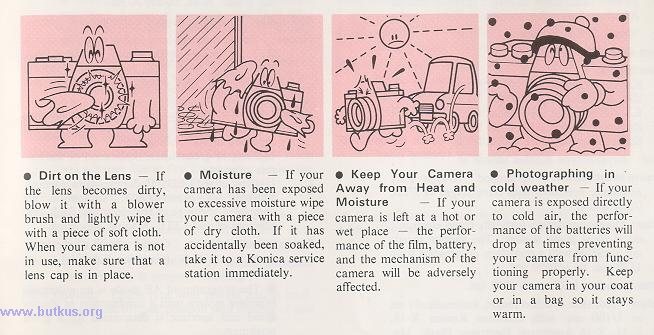 ● Dirt on the Lens — If
the lens becomes dirty,
blow it with a blower
brush and lightly wipe it
with a piece of soft cloth.
When your camera is not
in use, make sure that a
lens cap is in place.
● Moisture — If your
camera has been exposed
to excessive moisture wipe
your camera with a piece
of dry cloth. If it has
accidentally been soaked,
take it to a Konica service
station immediately.
● Keep Your Camera
Away from Heat and
Moisture — If your
camera is left at a hot or
wet place — the perfor-
mance of the film, battery,
and the mechanism of the
camera will be adversely
affected.
● Photographing in
cold weather — If your
camera is exposed directly
to cold air, the perfor-
mance of the batteries will
drop at times preventing
your camera from func-
tioning properly. Keep
your camera in your coat
or in a bag so it stays
warm.
www.butkus.org